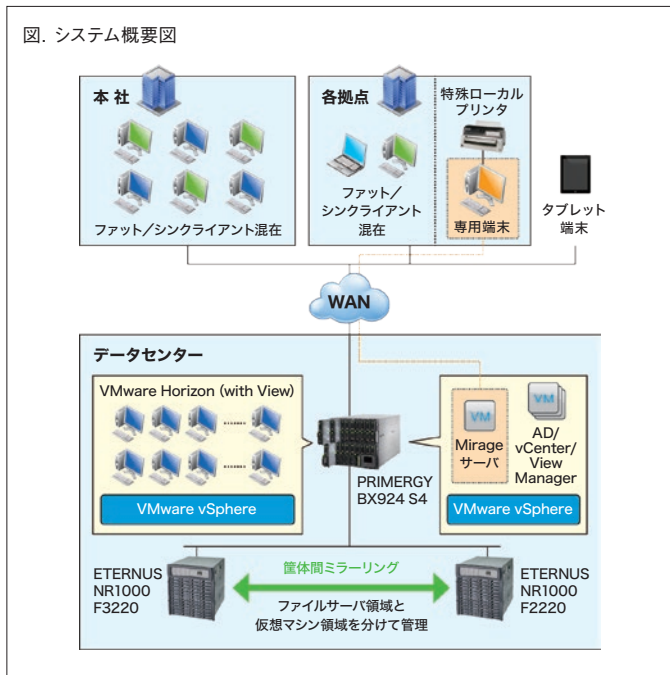 図. システム概要図
本 社
ファット／シンクライアント混在
各拠点
ファット／
シンクライアント
混在
特殊ローカル
プリンタ
専用端末
タブレット
端末
WAN
データセンター
VMware Horizon (with View)
VMware vSphere
PRIMERGY
BX924 S4
VM
Mirage
サーバ
VM
AD/
vCenter/
View
Manager
VMware vSphere
ETERNUS
NR1000
F3220
筐体間ミラーリング
ファイルサーバ領域と
仮想マシン領域を分けて管理
ETERNUS
NR1000
F2220